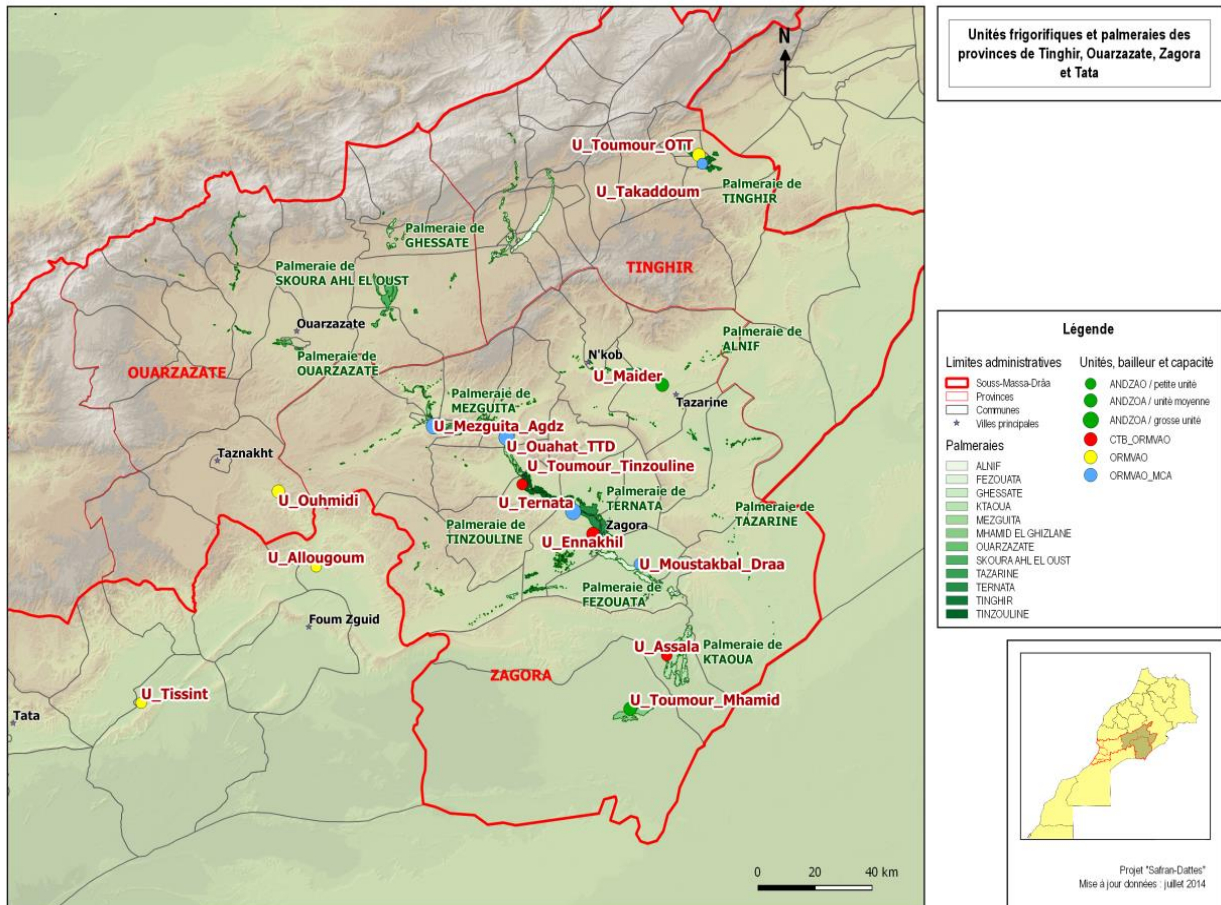 Unités frigorifiques et palmeraies des
provinces de Tinghir, Ouarzazate, Zagora
et Tata
N
U_Toumour_OTT
U_Takaddoum
Palmeraie de
TINGHIR
Palmeraie de
GHESSATE
TINGHIR
Palmeraie de
SKOURA AHL EL OUST
Ouarzazate
Palmeraie de
OUARZAZATE
OUARZAZATE
Palmeraie de
ALNIF
N'kob
U_Maider
Tazarine
Palmeraie de
MEZGUITA
U_Mezguita_Agdz
U_Ouahat_TTD
U_Toumour_Tinzouline
Taznakht
U_Ouhmidi
U_Ternata
Palmeraie de
TERNATA
Palmeraie de
TAZARINE
Palmeraie de
TINZOULINE
Zagora
U_Ennakhil
U_Allougoum
U_Moustakbal_Draa
Palmeraie de
FEZOUATA
Foum Zguid
U_Assala
Palmeraie de
KTAOUA
ZAGORA
U_Tissint
U_Toumour_Mhamid
Tata
0 20 40 km
Légende
Limites administratives
Souss-Massa-Drâa
Provinces
Communes
Villes principales
Palmeraies
ALNIF
FEZOUATA
GHESSATE
KTAOUA
MEZGUITA
MHAMID EL GHIZLANE
OUARZAZATE
SKOURA AHL EL OUST
TAZARINE
TERNATA
TINGHIR
TINZOULINE
Unités, bailleur et capacité
ANDZAO / petite unité
ANDZOA / unité moyenne
ANDZOA / grosse unité
CTB_ORMVAO
ORMVAO
ORMVAO_MCA
Projet "Safran-Dattes"
Mise à jour données : juillet 2014